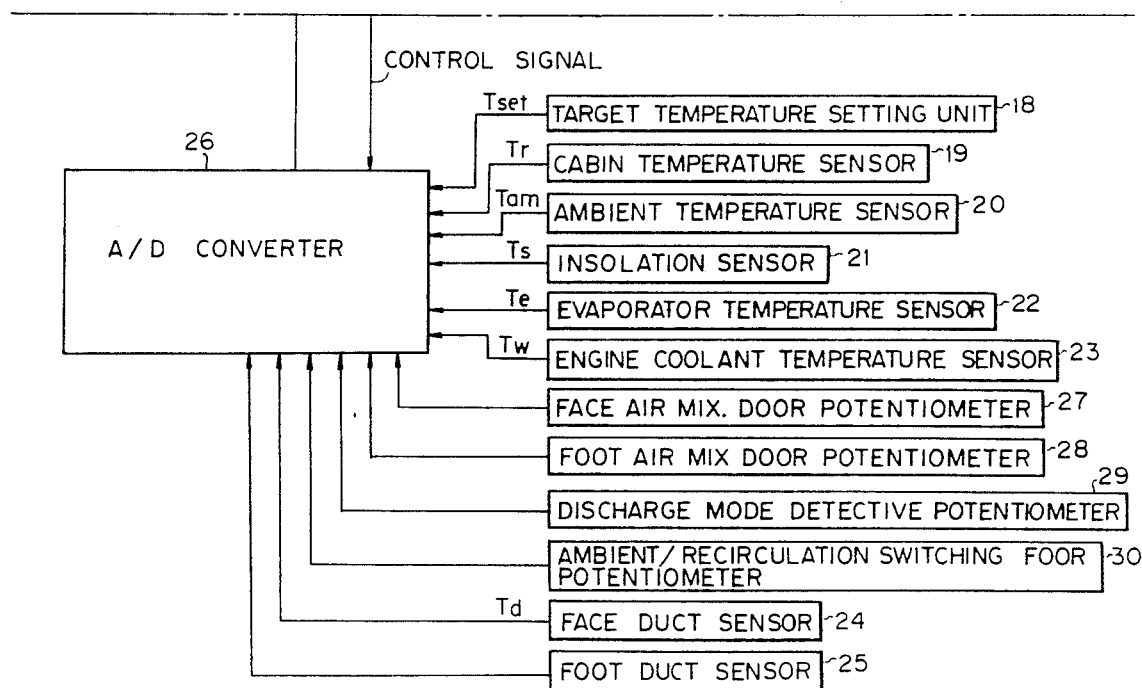 CONTROL SIGNAL
Tset
TARGET TEMPERATURE SETTING UNIT
18
26
Tr
CABIN TEMPERATURE SENSOR
19
Tam
AMBIENT TEMPERATURE SENSOR
20
A/D CONVERTER
Ts
INSOLATION SENSOR
21
Te
EVAPORATOR TEMPERATURE SENSOR
22
Tw
ENGINE COOLANT TEMPERATURE SENSOR
23
FACE AIR MIX. DOOR POTENTIOMETER
27
FOOT AIR MIX DOOR POTENTIOMETER
28
29
DISCHARGE MODE DETECTIVE POTENTIOMETER
AMBIENT/RECIRCULATION SWITCHING FOOR
POTENTIOMETER
30
Td
FACE DUCT SENSOR
24
FOOT DUCT SENSOR
25